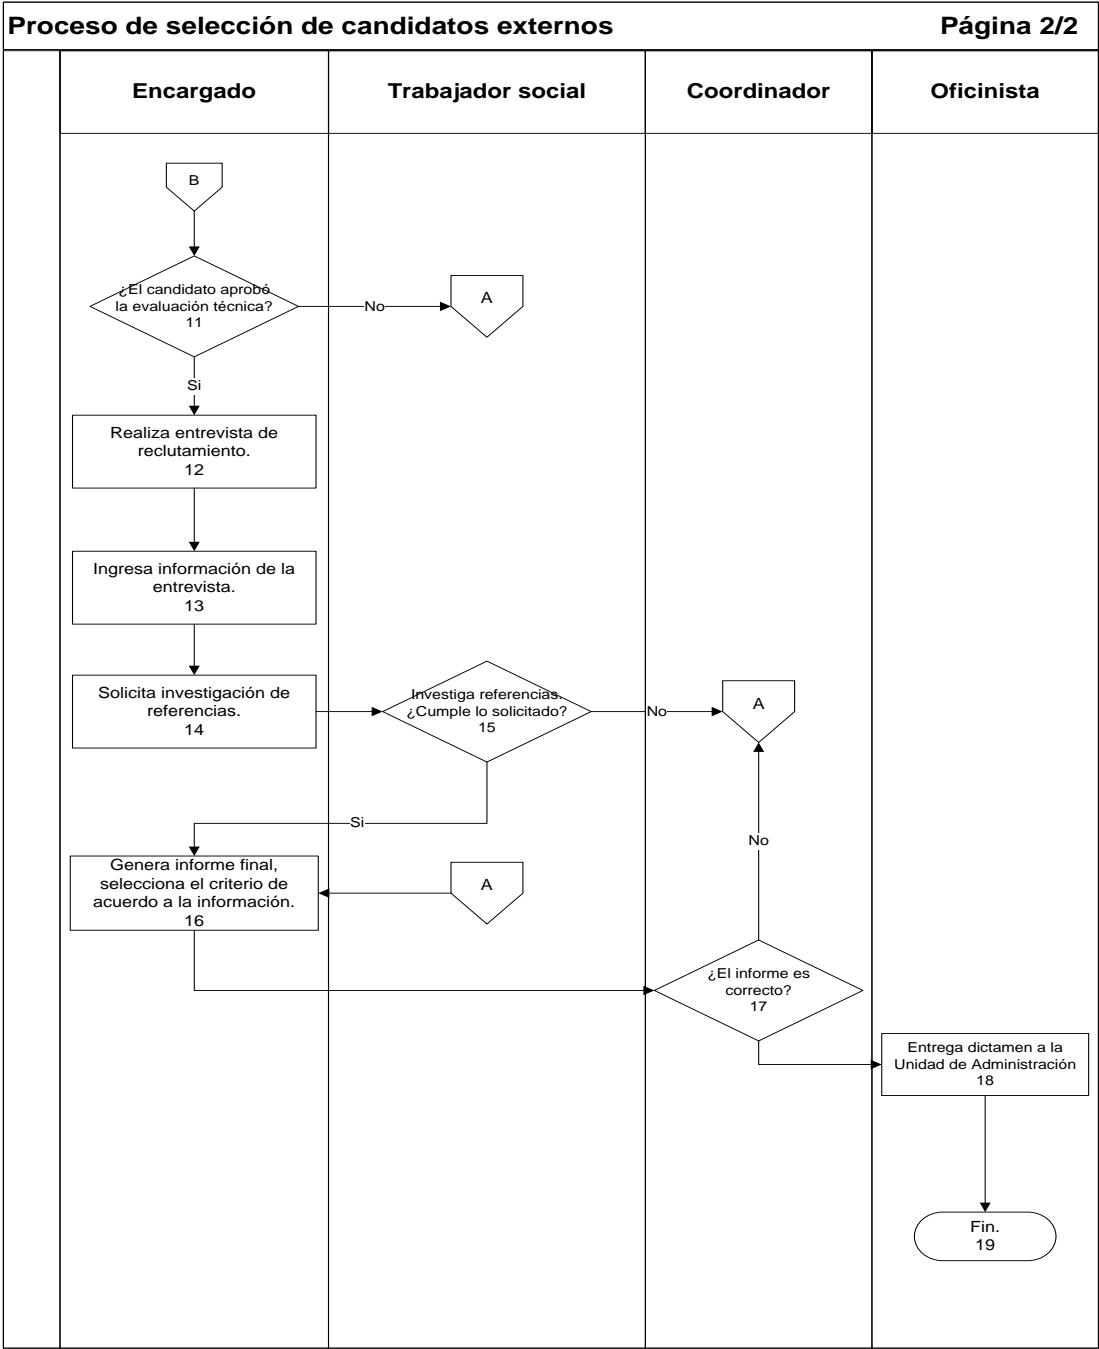 Proceso de selección de candidatos externos Página 2/2
Encargado Trabajador social Coordinador Oficinista
B
¿El candidato aprobó
la evaluación técnica?
11
No
A
Si
Realiza entrevista de
reclutamiento.
12
Ingresa información de la
entrevista.
13
Solicita investigación de
referencias.
14
Investiga referencias.
¿Cumple lo solicitado?
15
No
A
Si
No
Genera informe final,
selecciona el criterio de
acuerdo a la información.
16
A
¿El informe es
correcto?
17
Entrega dictamen a la
Unidad de Administración
18
Fin.
19